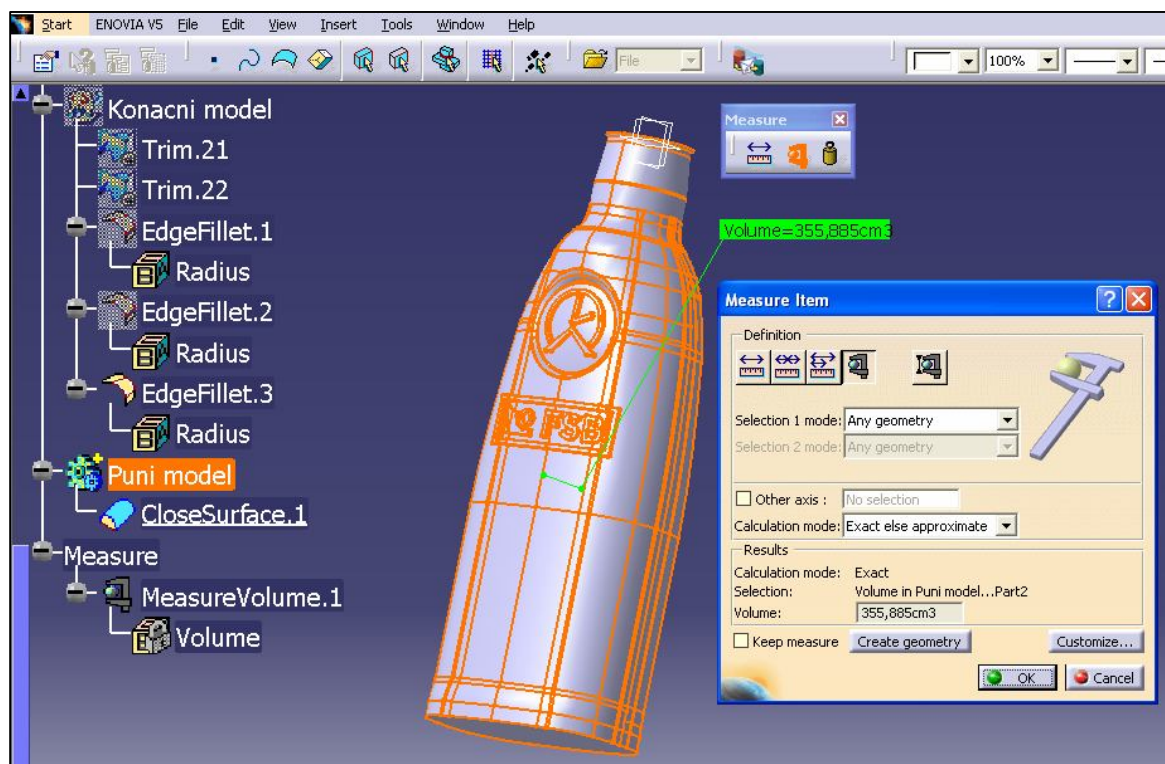 Start ENOVIA V5 File Edit View Insert Tools Window Help
File 100%
Konacni model
Trim.21
Trim.22
EdgeFillet.1
Radius
EdgeFillet.2
Radius
EdgeFillet.3
Radius
Puni model
CloseSurface.1
Measure
MeasureVolume.1
Volume
FSB
Measure
Volume=355,885cm3
Measure Item
Definition
Selection 1 mode: Any geometry
Selection 2 mode: Any geometry
Other axis : No selection
Calculation mode: Exact else approximate
Results
Calculation mode: Exact
Selection: Volume in Puni model...Part2
Volume: 355,885cm3
Keep measure Create geometry Customize...
OK Cancel